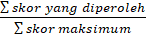 ∑ skor yang diperoleh
∑ skor maksimum